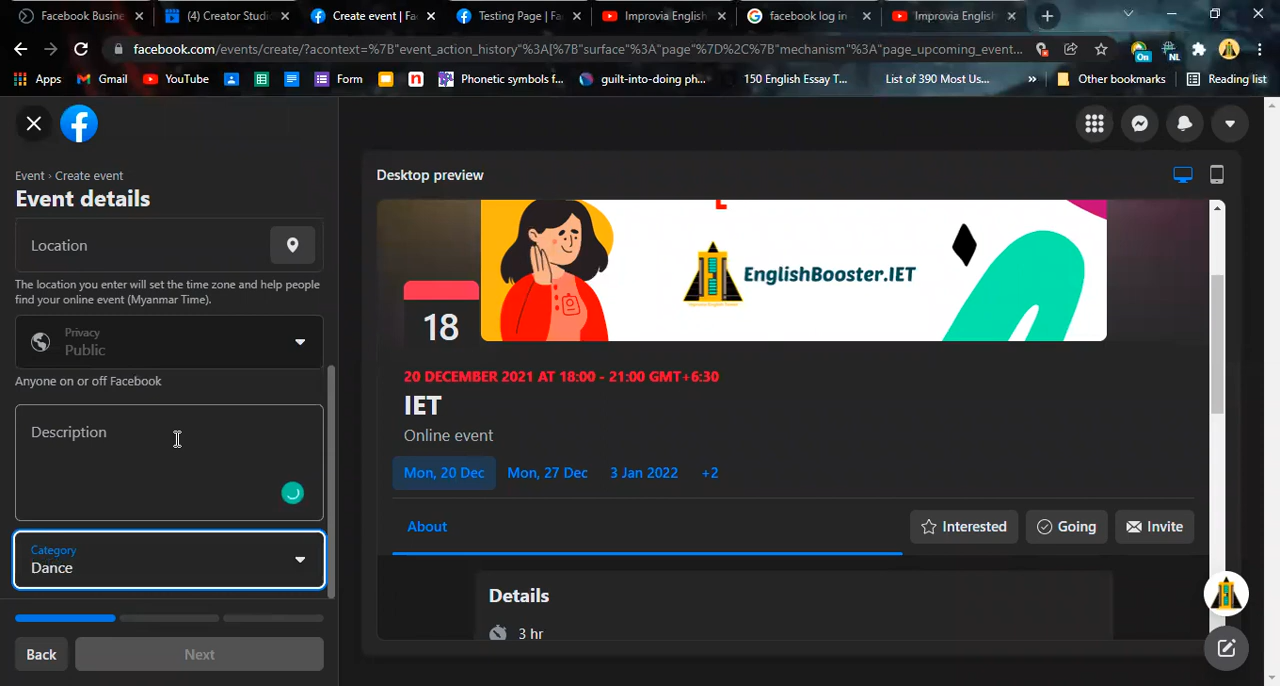 Facebook Busine
(4) Creator Studi
Create event | Fa
Testing Page | Fa
Improvia English
facebook log in
Improvia English
facebook.com/events/create/?acontext=%7B"event_action_history"%3A[%7B"surface"%3A"page"%7D%2C%7B"mechanism"%3A"page_upcoming_event...
On
NL
Apps
Gmail
YouTube
Form
Phonetic symbols f...
guilt-into-doing ph...
150 English Essay T...
List of 390 Most Us...
»
Other bookmarks
Reading list
Event › Create event
Event details
Location
The location you enter will set the time zone and help people
find your online event (Myanmar Time).
Privacy
Public
Anyone on or off Facebook
Description
Category
Dance
Back
Next
Desktop preview
EnglishBooster.IET
18
20 DECEMBER 2021 AT 18:00 - 21:00 GMT+6:30
IET
Online event
Mon, 20 Dec
Mon, 27 Dec
3 Jan 2022
+2
About
Interested
Going
Invite
Details
3 hr